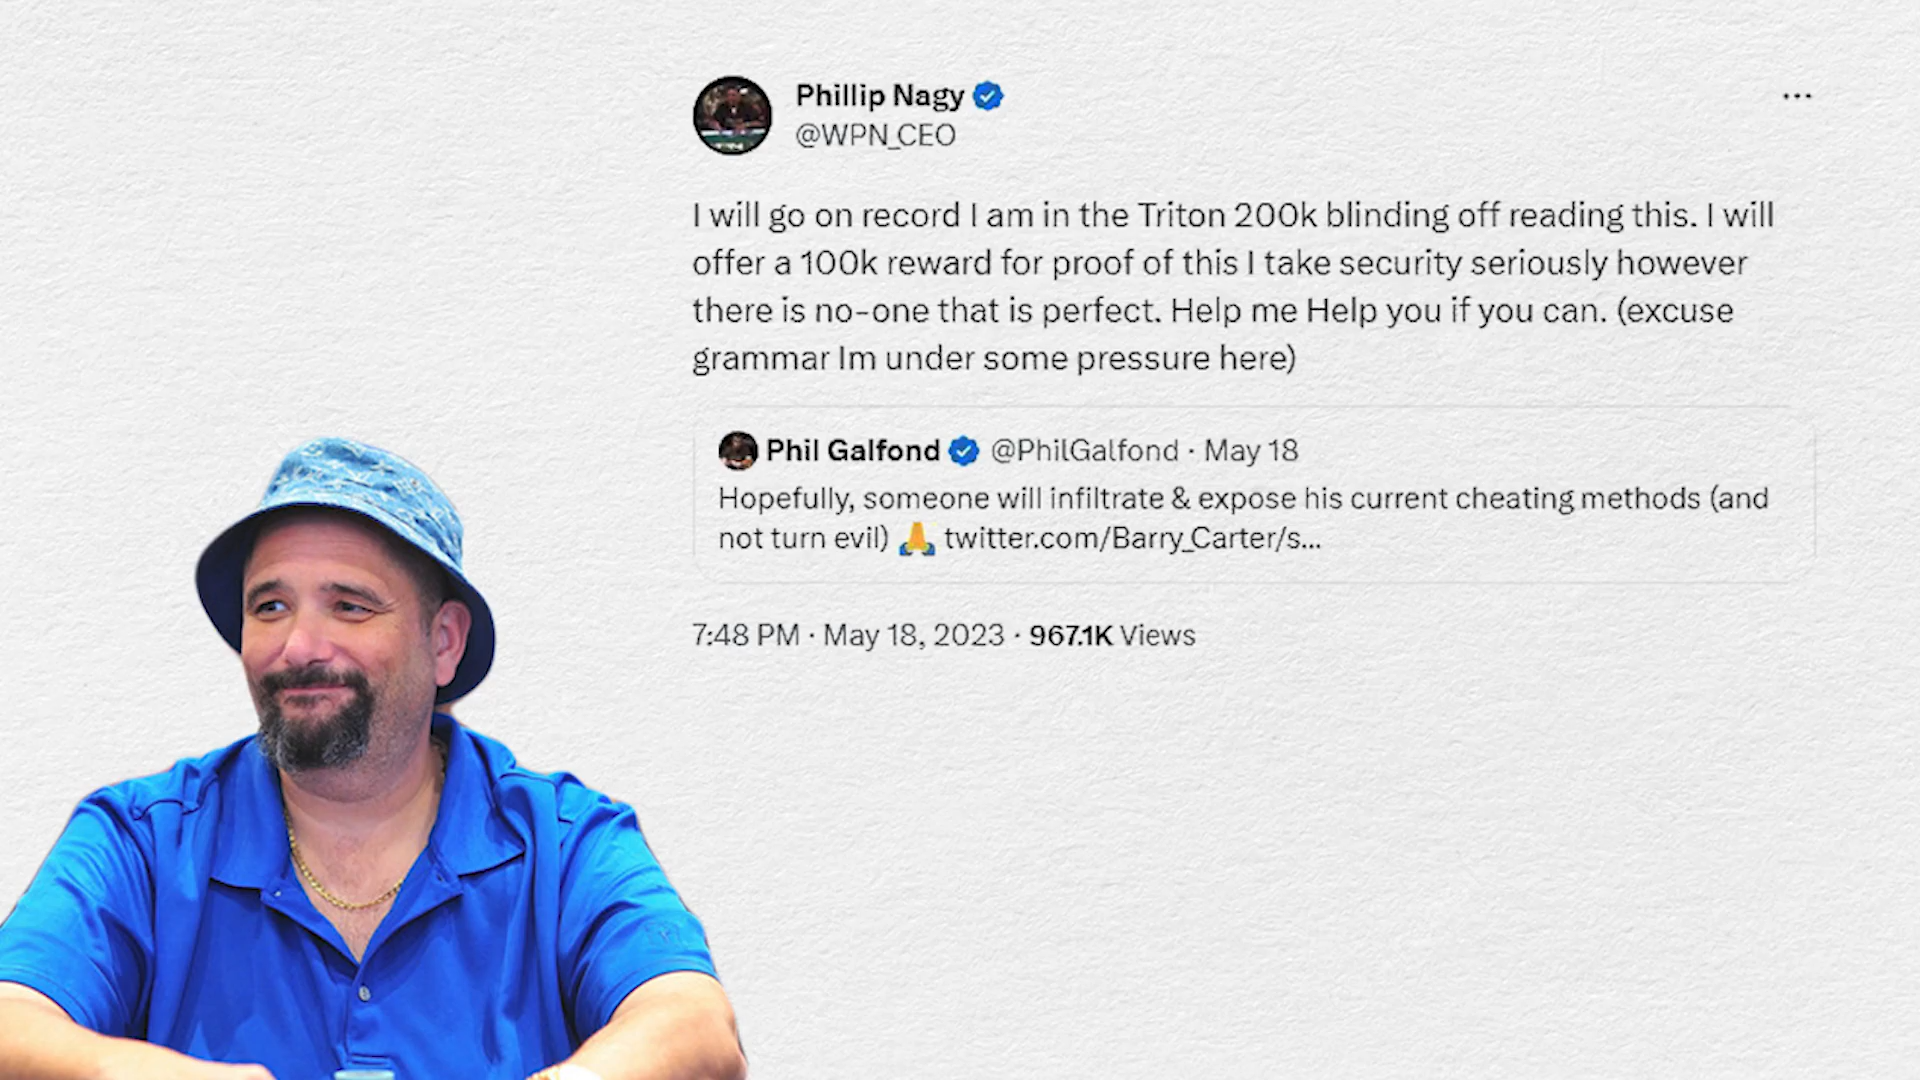 Phillip Nagy
@WPN_CEO
I will go on record I am in the Triton 200k blinding off reading this. I will
offer a 100k reward for proof of this I take security seriously however
there is no-one that is perfect. Help me Help you if you can. (excuse
grammar Im under some pressure here)
Phil Galfond @PhilGalfond · May 18
Hopefully, someone will infiltrate & expose his current cheating methods (and
not turn evil) 🙏 twitter.com/Barry_Carter/s...
7:48 PM · May 18, 2023 · 967.1K Views